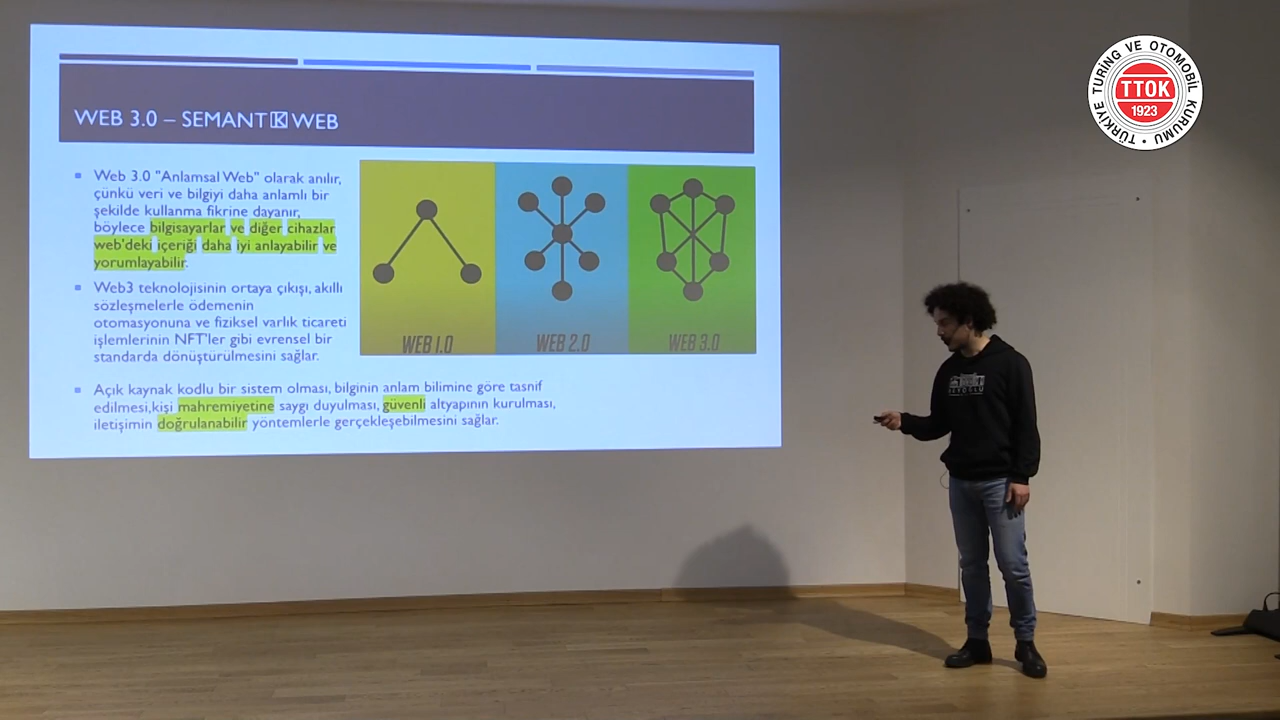 WEB 3.0 – SEMANTİK WEB
Web 3.0 "Anlamsal Web" olarak anılır,
çünkü veri ve bilgiyi daha anlamlı bir
şekilde kullanma fikrine dayanır,
böylece bilgisayarlar ve diğer cihazlar
web'deki içeriği daha iyi anlayabilir ve
yorumlayabilir.
Web3 teknolojisinin ortaya çıkışı, akıllı
sözleşmelerle ödemenin
otomasyonuna ve fiziksel varlık ticareti
işlemlerinin NFT'ler gibi evrensel bir
standarda dönüştürülmesini sağlar.
Açık kaynak kodlu bir sistem olması, bilginin anlam bilimine göre tasnif
edilmesi,kişi mahremiyetine saygı duyulması, güvenli altyapının kurulması,
iletişimin doğrulanabilir yöntemlerle gerçekleşebilmesini sağlar.
WEB 1.0
WEB 2.0
WEB 3.0
TÜRKİYE TURING VE OTOMOBİL KURUMU
TTOK
1923